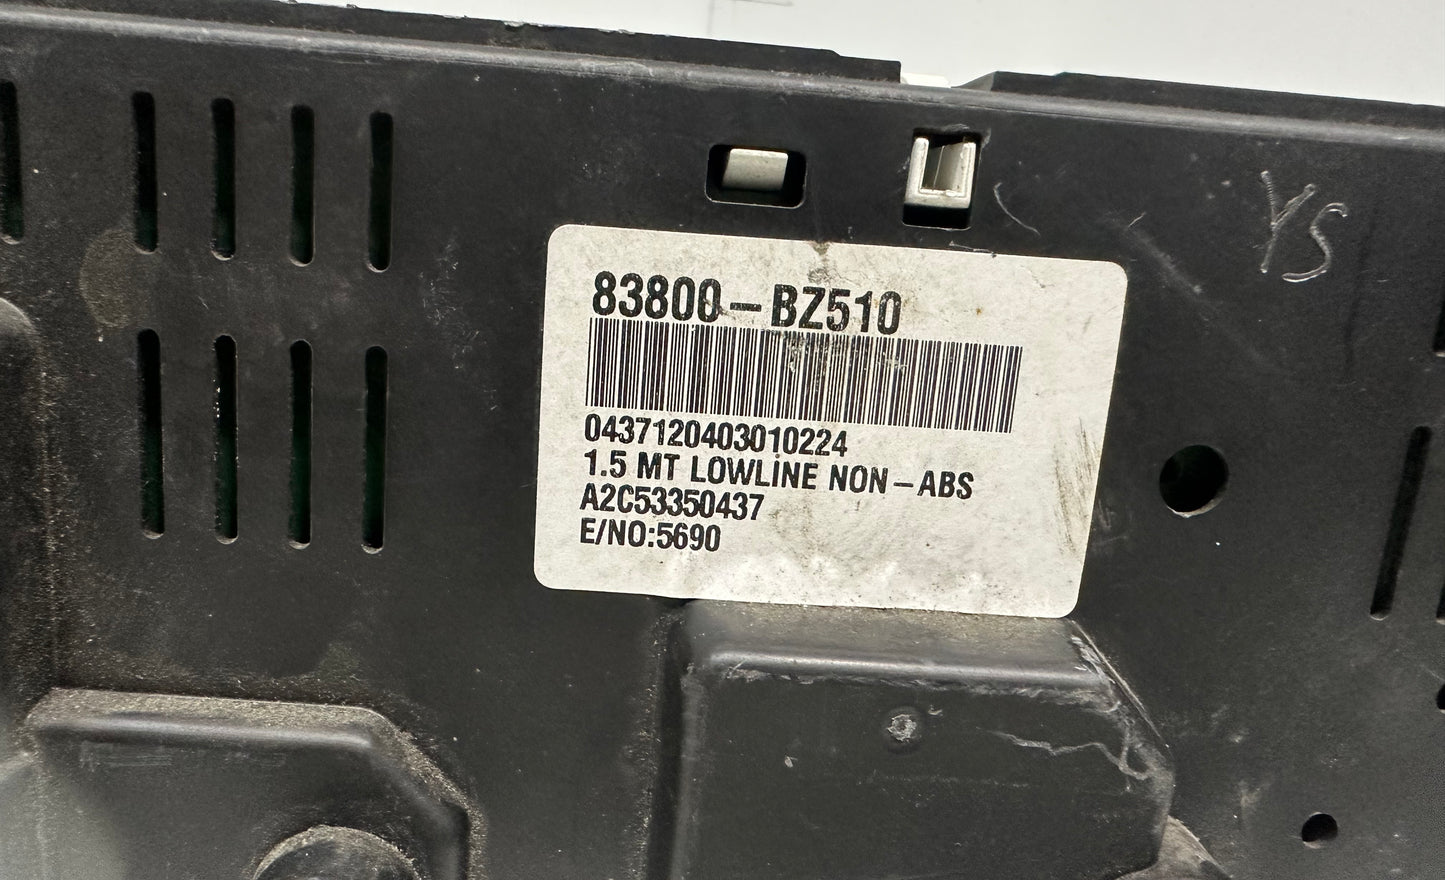 YS
83800-BZ510
0437120403010224
1.5 MT LOWLINE NON-ABS
A2C53350437
E/NO:5690